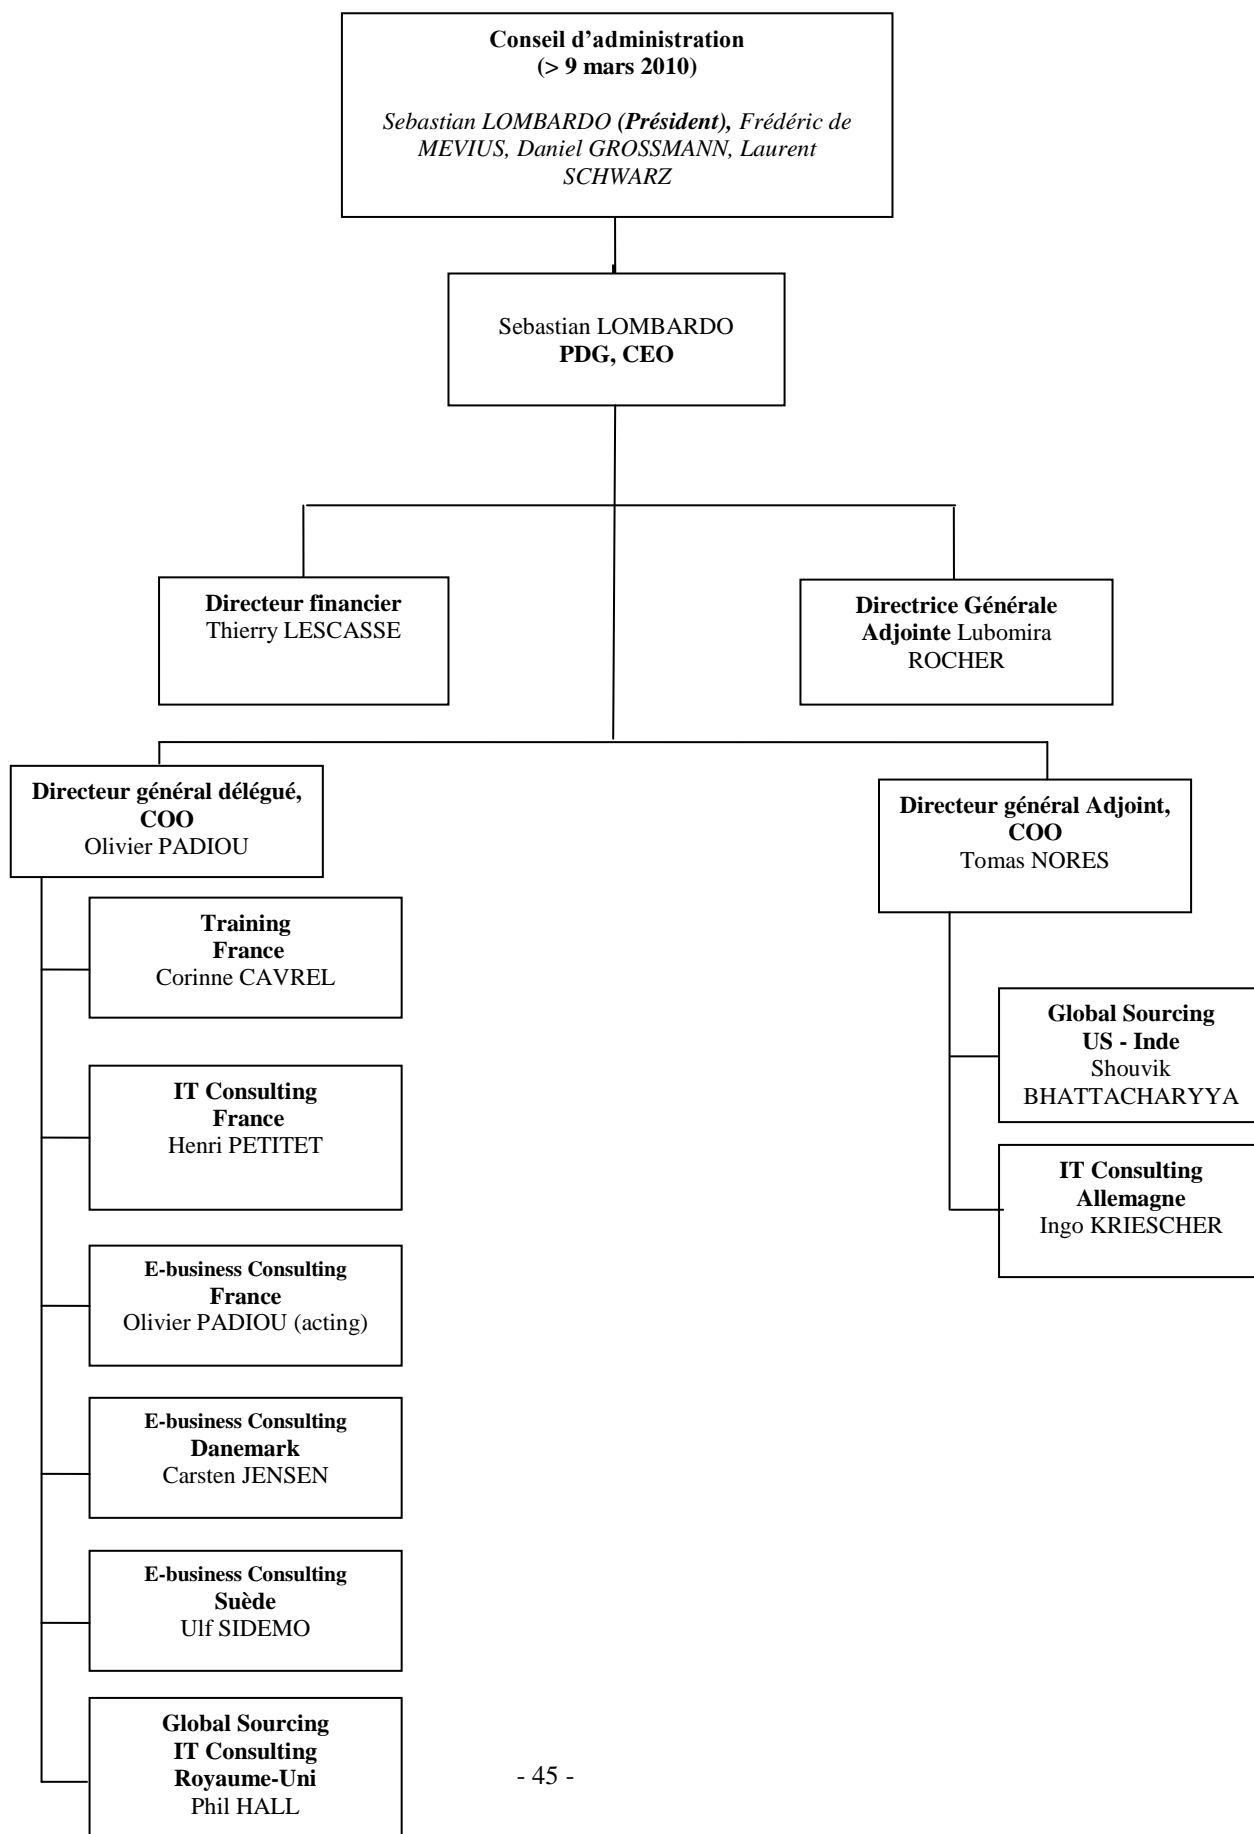 Conseil d'administration
(> 9 mars 2010)
Sebastian LOMBARDO (Président), Frédéric de
MEVIUS, Daniel GROSSMANN, Laurent
SCHWARZ
Sebastian LOMBARDO
PDG, CEO
Directeur financier
Thierry LESCASSE
Directrice Générale
Adjointe Lubomira
ROCHER
Directeur général délégué,
COO
Olivier PADIOU
Directeur général Adjoint,
COO
Tomas NORES
Training
France
Corinne CAVREL
IT Consulting
France
Henri PETITET
E-business Consulting
France
Olivier PADIOU (acting)
E-business Consulting
Danemark
Carsten JENSEN
E-business Consulting
Suède
Ulf SIDEMO
Global Sourcing
IT Consulting
Royaume-Uni
Phil HALL
Global Sourcing
US - Inde
Shouvik
BHATTACHARYYA
IT Consulting
Allemagne
Ingo KRIESCHER
- 45 -